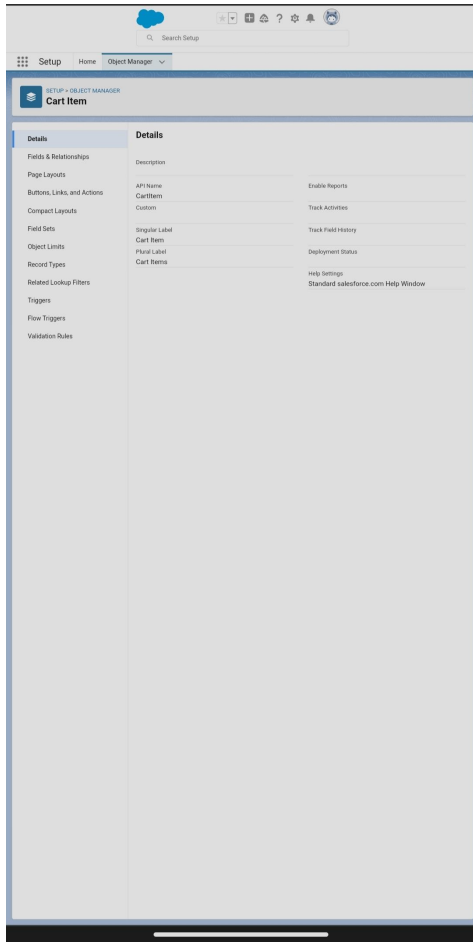 Search Setup
Setup
Home
Object Manager
SETUP > OBJECT MANAGER
Cart Item
Details
Fields & Relationships
Page Layouts
Buttons, Links, and Actions
Compact Layouts
Field Sets
Object Limits
Record Types
Related Lookup Filters
Triggers
Flow Triggers
Validation Rules
Details
Description
API Name
CartItem
Custom
Singular Label
Cart Item
Plural Label
Cart Items
Enable Reports
Track Activities
Track Field History
Deployment Status
Help Settings
Standard salesforce.com Help Window